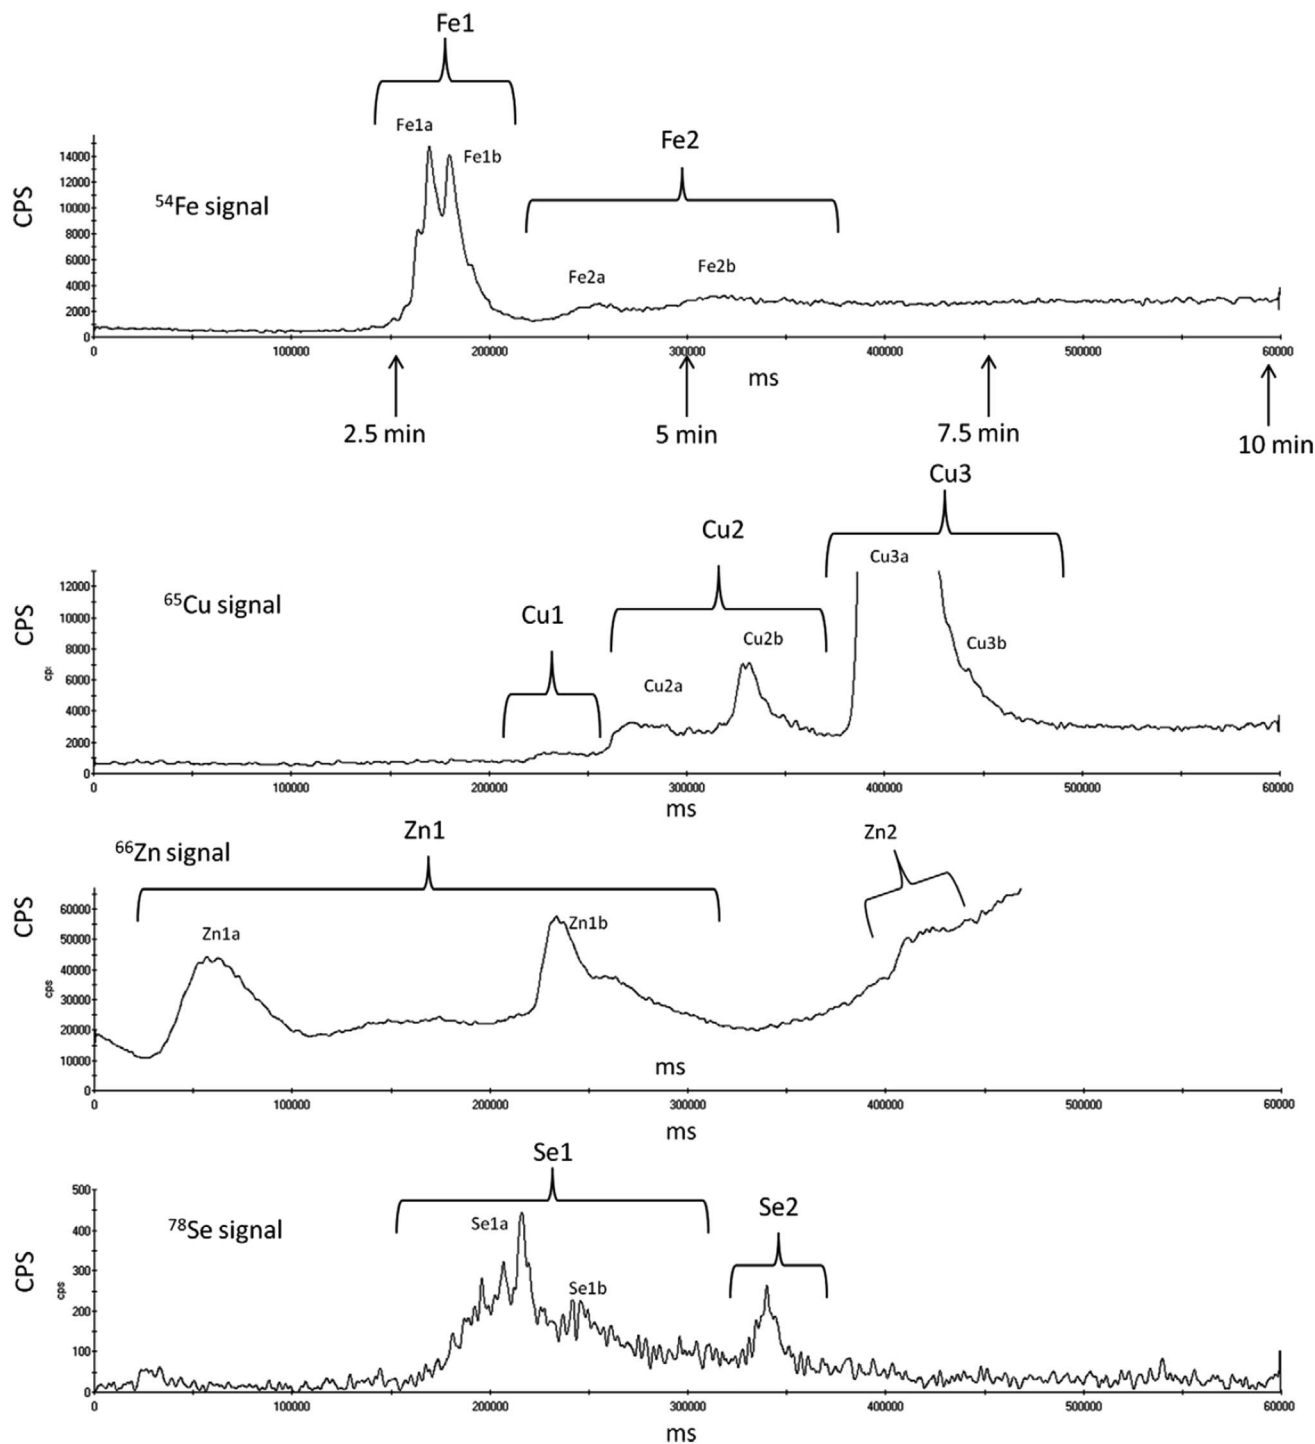 Fe1
Fe1a
Fe1b
Fe2
Fe2a
Fe2b
CPS
54Fe signal
14000
12000
10000
8000
6000
4000
2000
0
0 100000 200000 300000 400000 500000 60000
ms
2.5 min
5 min
7.5 min
10 min
Cu3
Cu2
Cu3a
65Cu signal
Cu1
Cu2b
Cu3b
Cu2a
CPS
cp:
12000
10000
8000
6000
4000
2000
0
0 100000 200000 300000 400000 500000 60000
ms
Zn1
Zn2
66Zn signal
Zn1a
Zn1b
CPS
cps
60000
50000
40000
30000
20000
10000
0
ms
0 100000 200000 300000 400000 500000 60000
ms
Se1
Se2
78Se signal
Se1a
Se1b
CPS
cps
500
400
300
200
100
0
0 100000 200000 300000 400000 500000 60000
ms